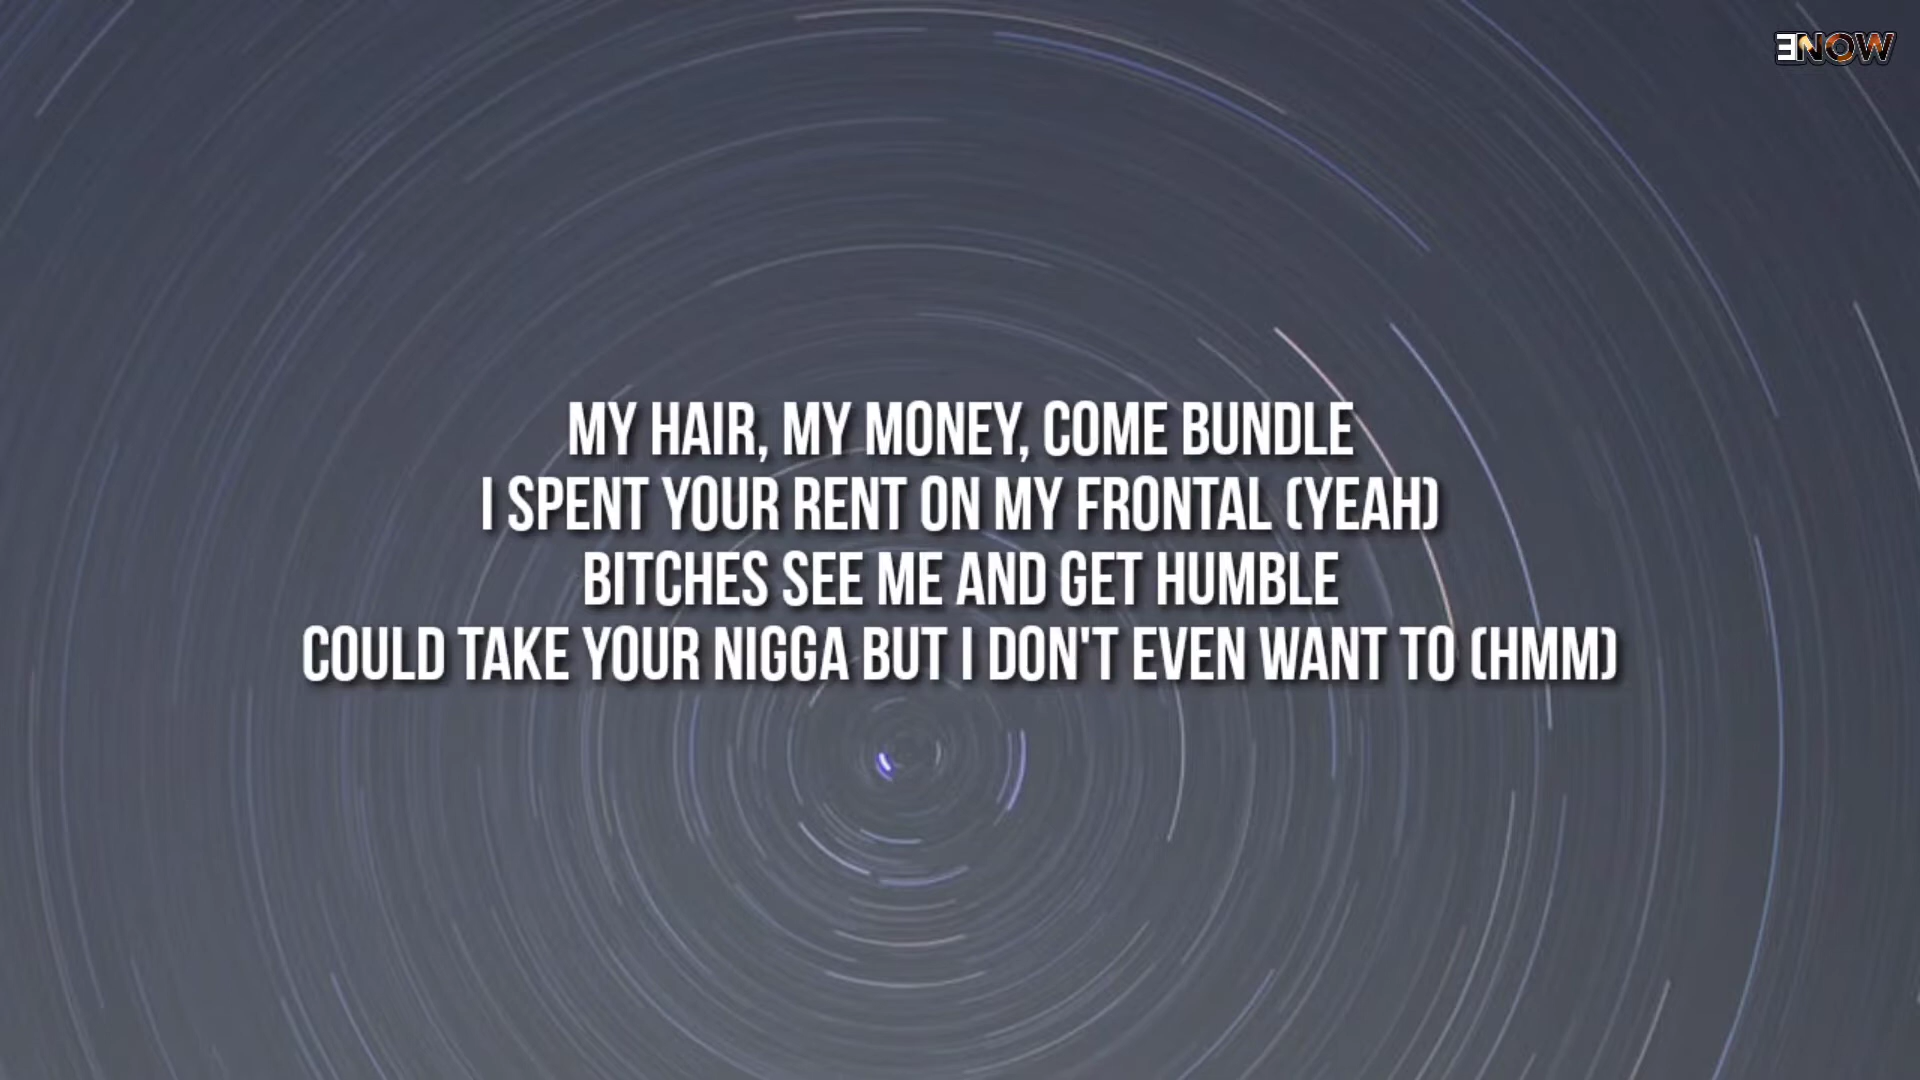 ENOW
MY HAIR, MY MONEY, COME BUNDLE
I SPENT YOUR RENT ON MY FRONTAL (YEAH)
BITCHES SEE ME AND GET HUMBLE
COULD TAKE YOUR NIGGA BUT I DON'T EVEN WANT TO (HMM)